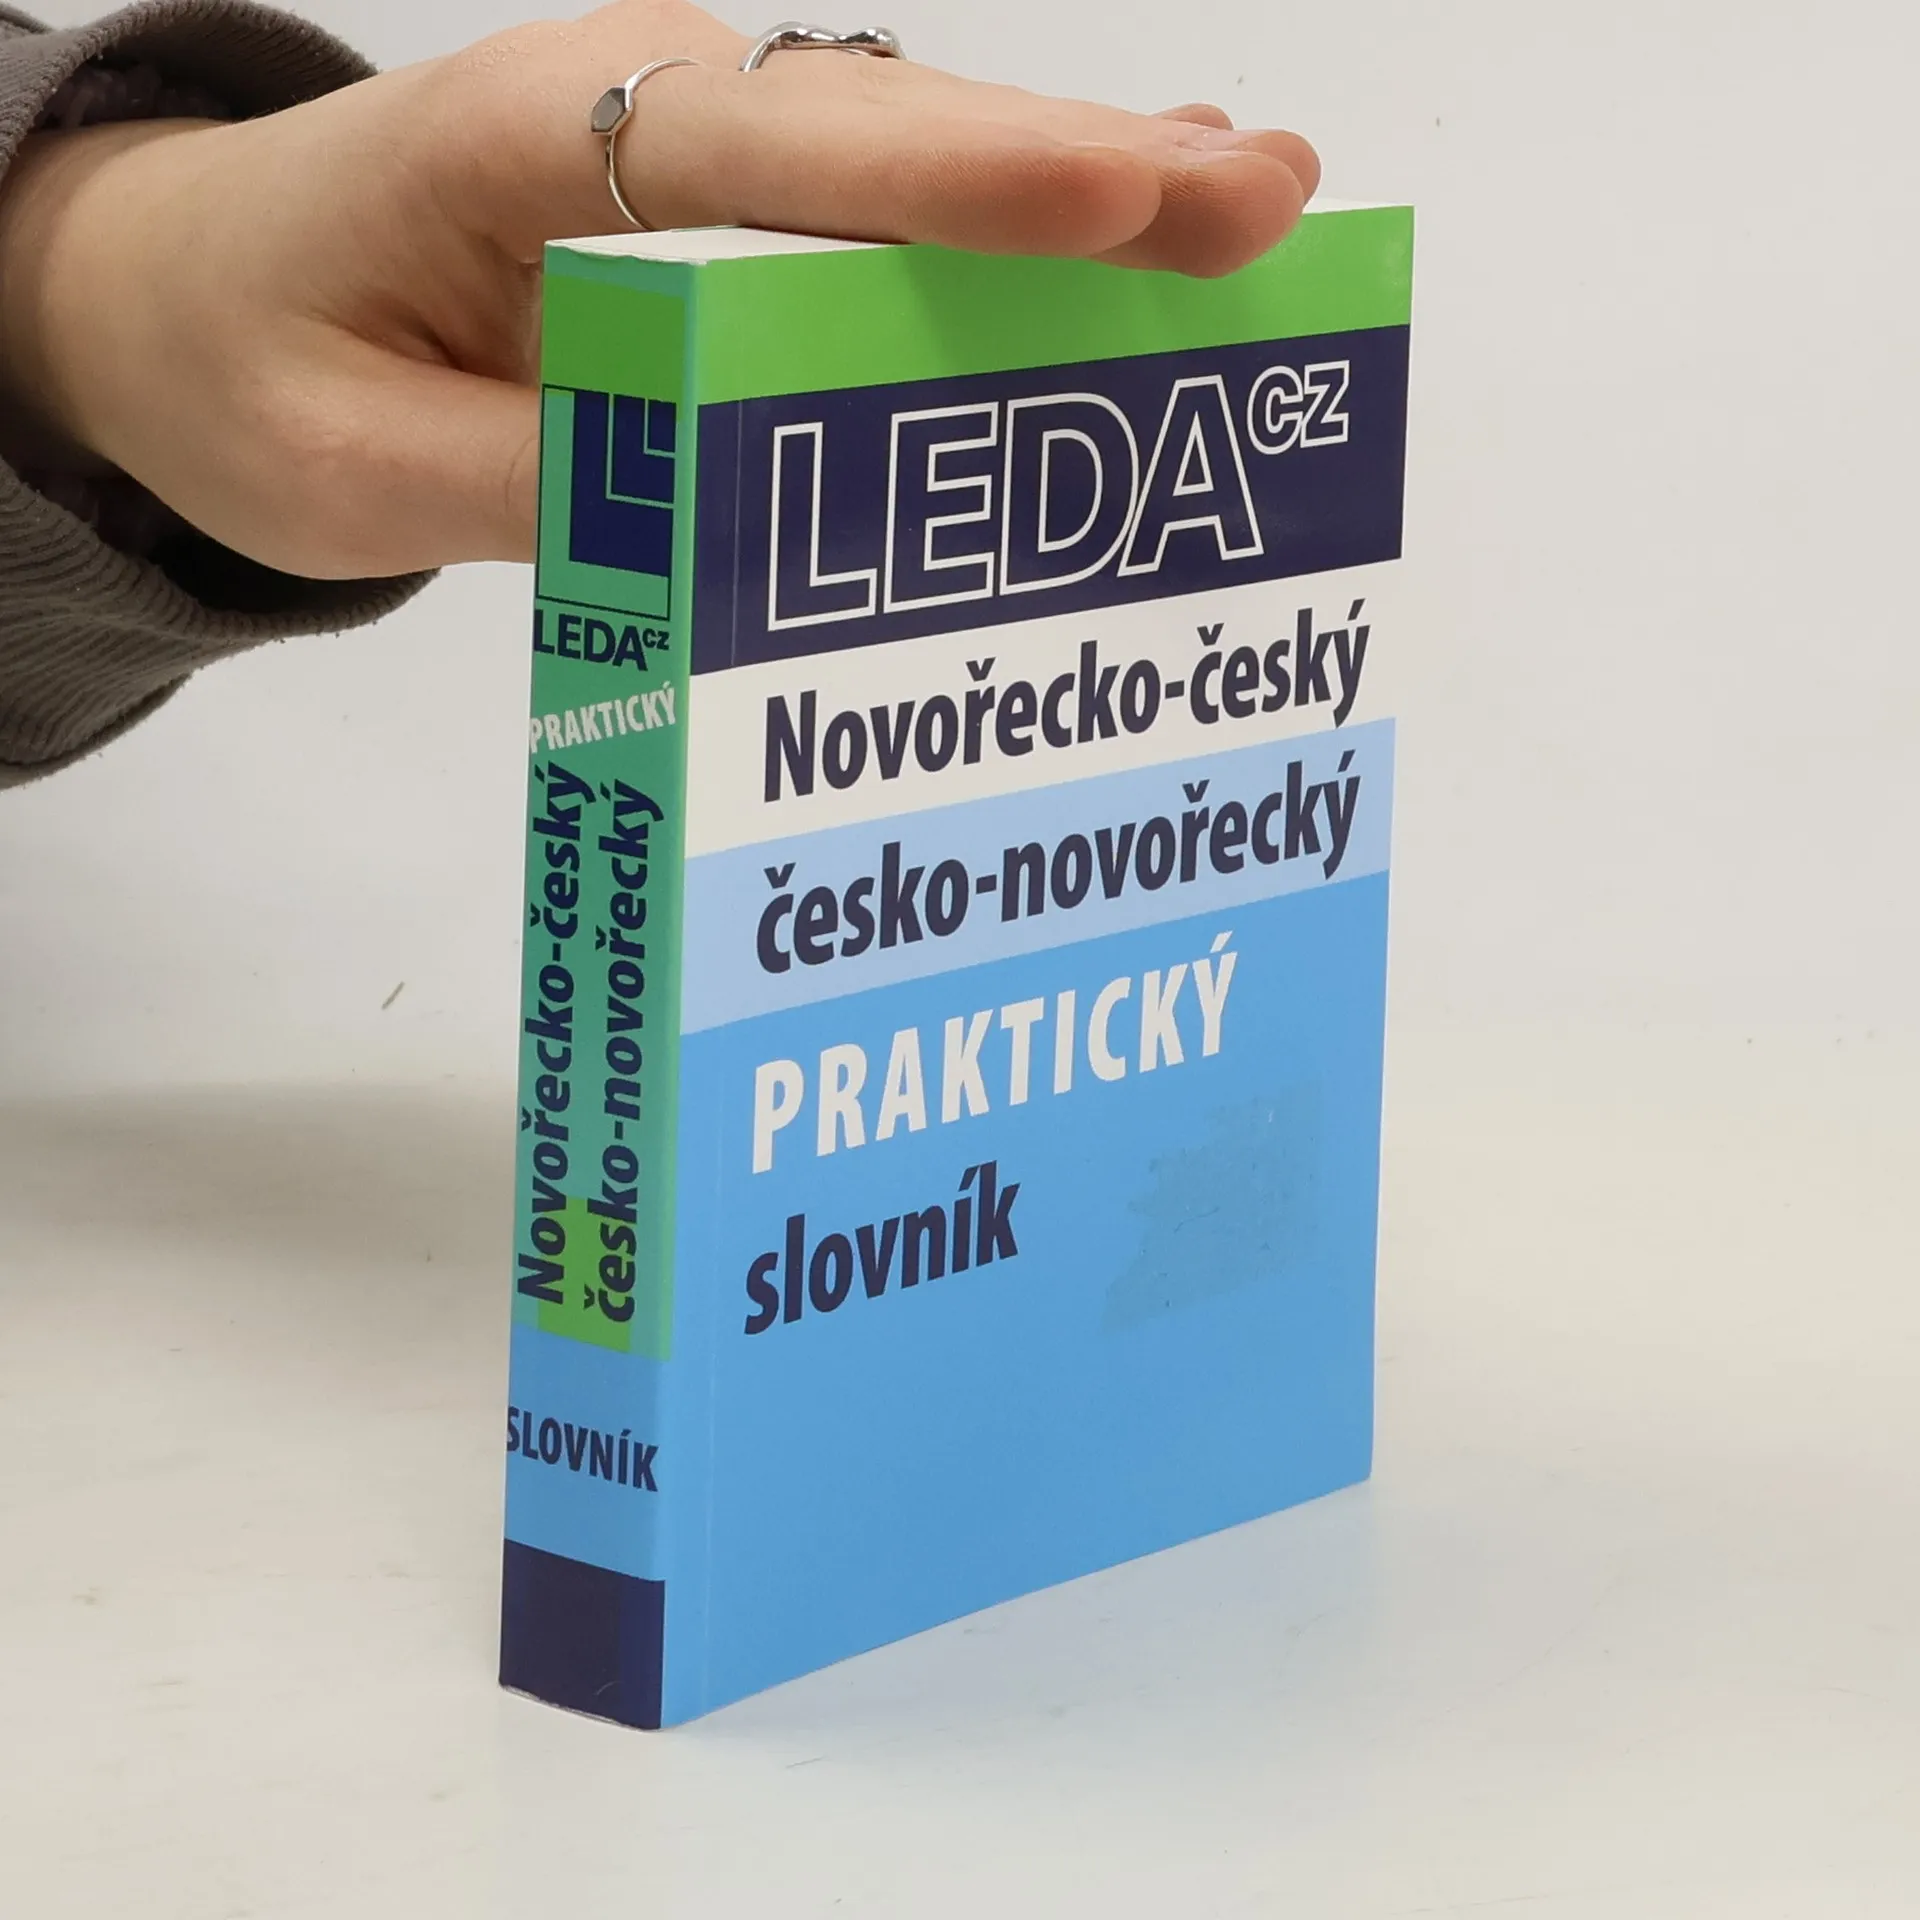 LEDA CZ
Novořecko-český
česko-novořecký
PRAKTICKÝ
slovník
LEDA CZ
PRAKTICKÝ
Novořecko-český
česko-novořecký
SLOVNÍK